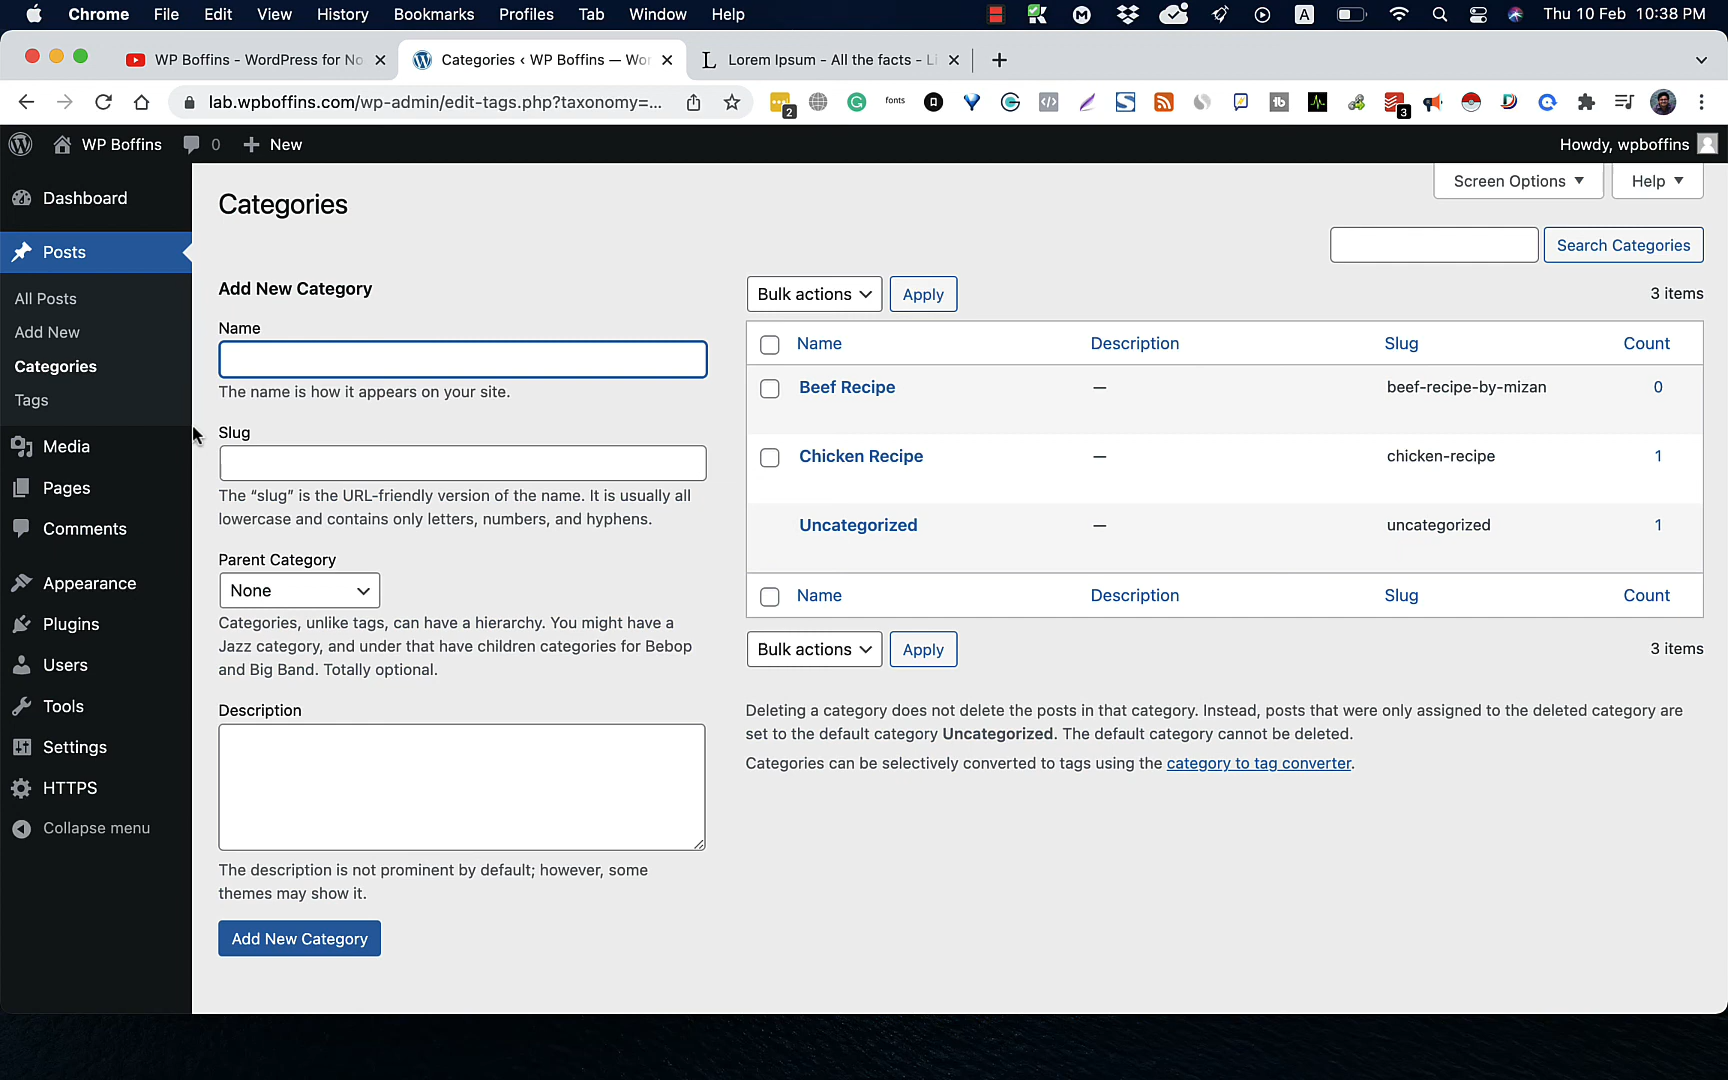 Chrome File Edit View History Bookmarks Profiles Tab Window Help A Thu 10 Feb 10:38 PM
WP Boffins - WordPress for No Categories ‹ WP Boffins — Wor Lorem Ipsum - All the facts - Li
lab.wpboffins.com/wp-admin/edit-tags.php?taxonomy=... 2 fonts tb 3
WP Boffins 0 New Howdy, wpboffins
Dashboard
Posts
All Posts
Add New
Categories
Tags
Media
Pages
Comments
Appearance
Plugins
Users
Tools
Settings
HTTPS
Collapse menu
Screen Options Help
Categories
Search Categories
Add New Category
Name
The name is how it appears on your site.
Slug
The “slug” is the URL-friendly version of the name. It is usually all
lowercase and contains only letters, numbers, and hyphens.
Parent Category
None
Categories, unlike tags, can have a hierarchy. You might have a
Jazz category, and under that have children categories for Bebop
and Big Band. Totally optional.
Description
The description is not prominent by default; however, some
themes may show it.
Add New Category
Bulk actions Apply 3 items
Name Description Slug Count
Beef Recipe — beef-recipe-by-mizan 0
Chicken Recipe — chicken-recipe 1
Uncategorized — uncategorized 1
Name Description Slug Count
Bulk actions Apply 3 items
Deleting a category does not delete the posts in that category. Instead, posts that were only assigned to the deleted category are
set to the default category Uncategorized. The default category cannot be deleted.
Categories can be selectively converted to tags using the category to tag converter.